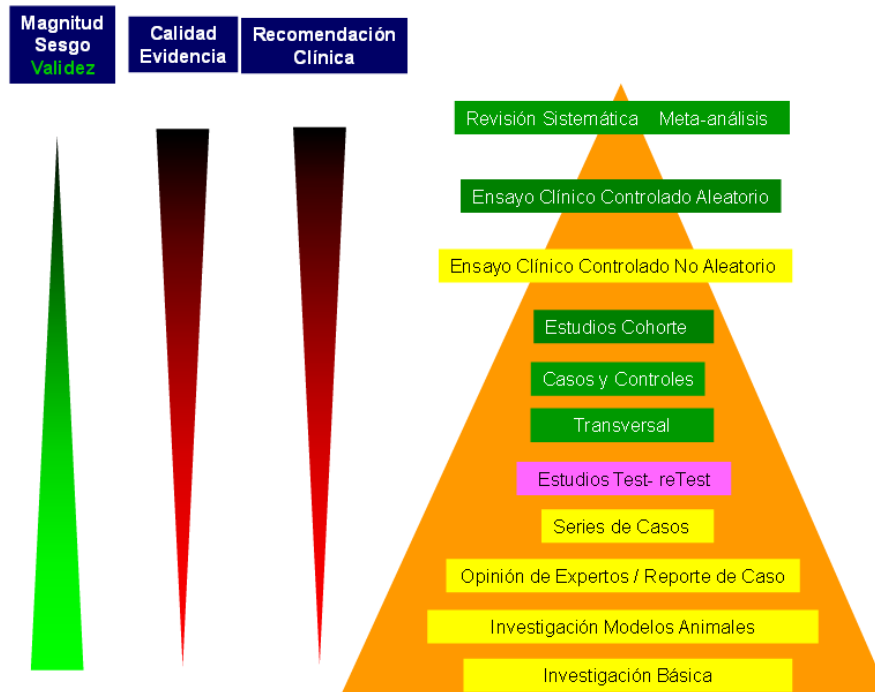 Magnitud
Sesgo
Validez
Calidad
Evidencia
Recomendación
Clínica
Revisión Sistemática Meta-análisis
Ensayo Clínico Controlado Aleatorio
Ensayo Clínico Controlado No Aleatorio
Estudios Cohorte
Casos y Controles
Transversal
Estudios Test- reTest
Series de Casos
Opinión de Expertos / Reporte de Caso
Investigación Modelos Animales
Investigación Básica